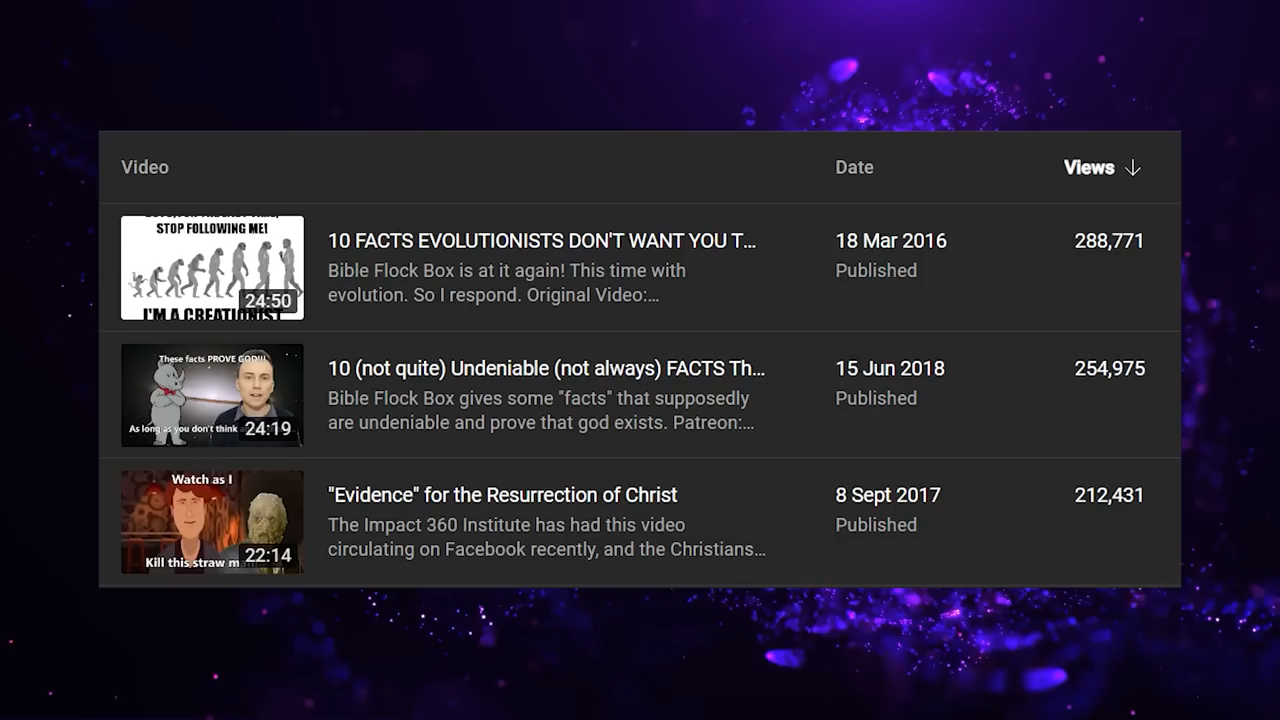 Video
Date
Views
STOP FOLLOWING ME!
I'M A CREATIONIST
24:50
10 FACTS EVOLUTIONISTS DON'T WANT YOU T...
Bible Flock Box is at it again! This time with
evolution. So I respond. Original Video:...
18 Mar 2016
Published
288,771
These facts PROVE GOD!!!
As long as you don't think
24:19
10 (not quite) Undeniable (not always) FACTS Th...
Bible Flock Box gives some "facts" that supposedly
are undeniable and prove that god exists. Patreon:...
15 Jun 2018
Published
254,975
Watch as I
Kill this straw m
22:14
"Evidence" for the Resurrection of Christ
The Impact 360 Institute has had this video
circulating on Facebook recently, and the Christians...
8 Sept 2017
Published
212,431